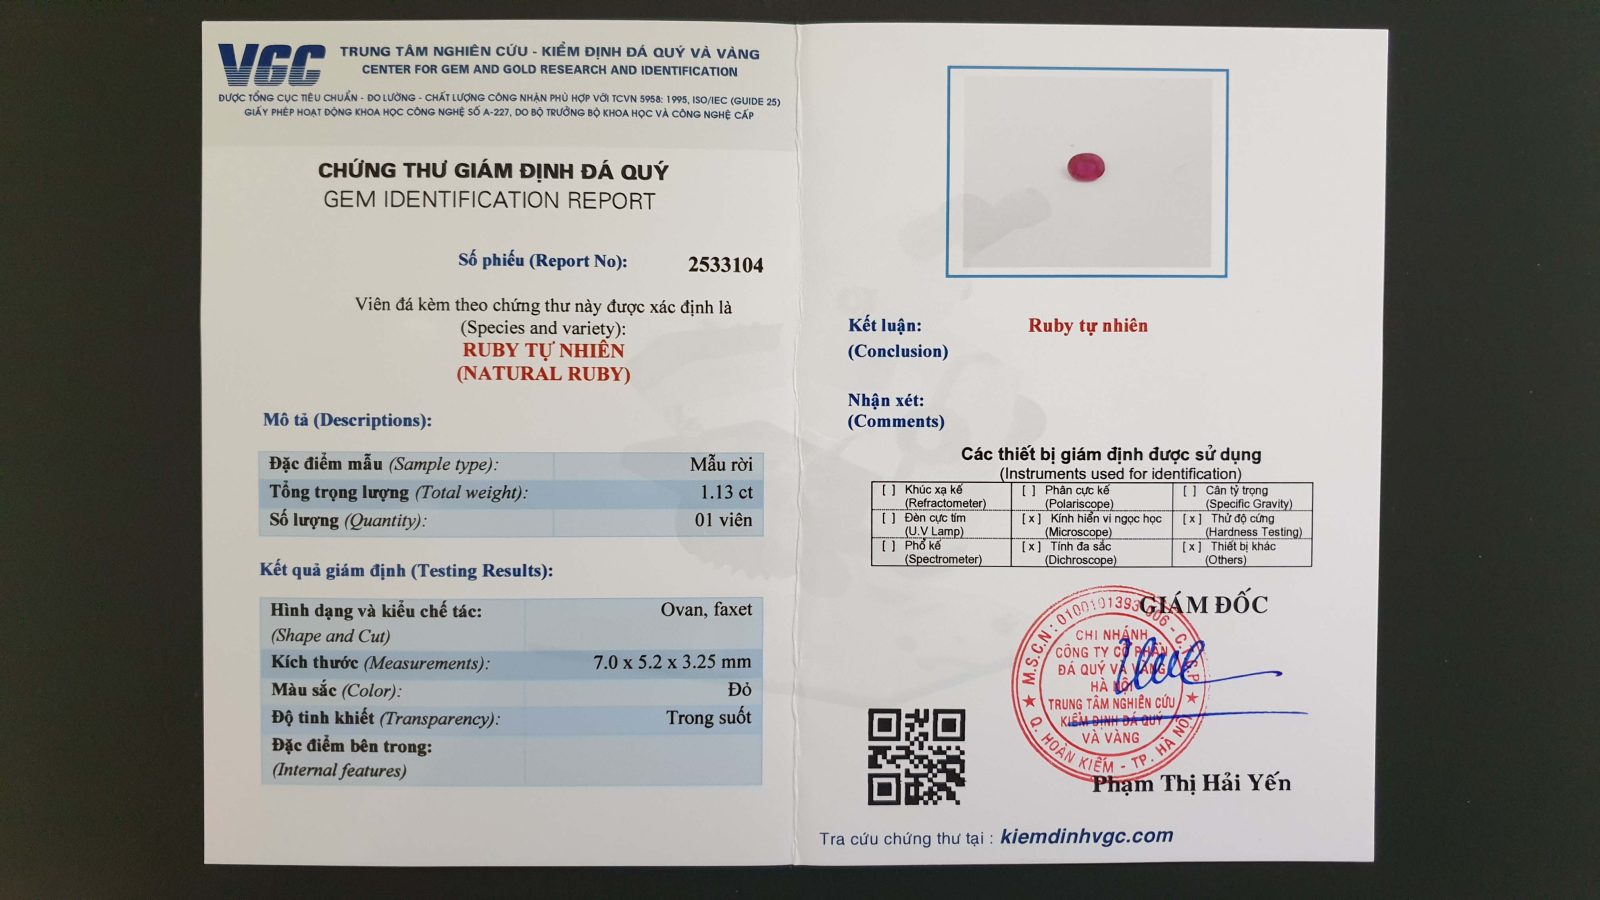 VGC
TRUNG TÂM NGHIÊN CỨU - KIỂM ĐỊNH ĐÁ QUÝ VÀ VÀNG
CENTER FOR GEM AND GOLD RESEARCH AND IDENTIFICATION
ĐƯỢC TỔNG CỤC TIÊU CHUẨN - ĐO LƯỜNG - CHẤT LƯỢNG CÔNG NHẬN PHÙ HỢP VỚI TCVN 5958: 1995, ISO/IEC (GUIDE 25)
GIẤY PHÉP HOẠT ĐỘNG KHOA HỌC CÔNG NGHỆ SỐ A-227, DO BỘ TRƯỞNG BỘ KHOA HỌC VÀ CÔNG NGHỆ CẤP
CHỨNG THƯ GIÁM ĐỊNH ĐÁ QUÝ
GEM IDENTIFICATION REPORT
Số phiếu (Report No): 2533104
Viên đá kèm theo chứng thư này được xác định là
(Species and variety):
RUBY TỰ NHIÊN
(NATURAL RUBY)
Mô tả (Descriptions):
Đặc điểm mẫu (Sample type): Mẫu rời
Tổng trọng lượng (Total weight): 1.13 ct
Số lượng (Quantity): 01 viên
Kết quả giám định (Testing Results):
Hình dạng và kiểu chế tác: Ovan, faxet
(Shape and Cut)
Kích thước (Measurements): 7.0 x 5.2 x 3.25 mm
Màu sắc (Color): Đỏ
Độ tinh khiết (Transparency): Trong suốt
Đặc điểm bên trong:
(Internal features)
Kết luận: Ruby tự nhiên
(Conclusion)
Nhận xét:
(Comments)
Các thiết bị giám định được sử dụng
(Instruments used for identification)
[ ] Khúc xạ kế [ ] Phân cực kế [ ] Cân tỷ trọng
(Refractometer) (Polariscope) (Specific Gravity)
[ ] Đèn cực tím [x] Kính hiển vi ngọc học [x] Thử độ cứng
(U.V Lamp) (Microscope) (Hardness Testing)
[ ] Phổ kế [x] Tính đa sắc [x] Thiết bị khác
(Spectrometer) (Dichroscope) (Others)
GIÁM ĐỐC
CHI NHÁNH
CÔNG TY CỔ PHẦN
ĐÁ QUÝ VÀ VÀNG
HÀ NỘI
TRUNG TÂM NGHIÊN CỨU
KIỂM ĐỊNH ĐÁ QUÝ
VÀ VÀNG
Q. HOÀN KIẾM - TP. HÀ NỘI
Phạm Thị Hải Yến
Tra cứu chứng thư tại : kiemdinhvgc.com